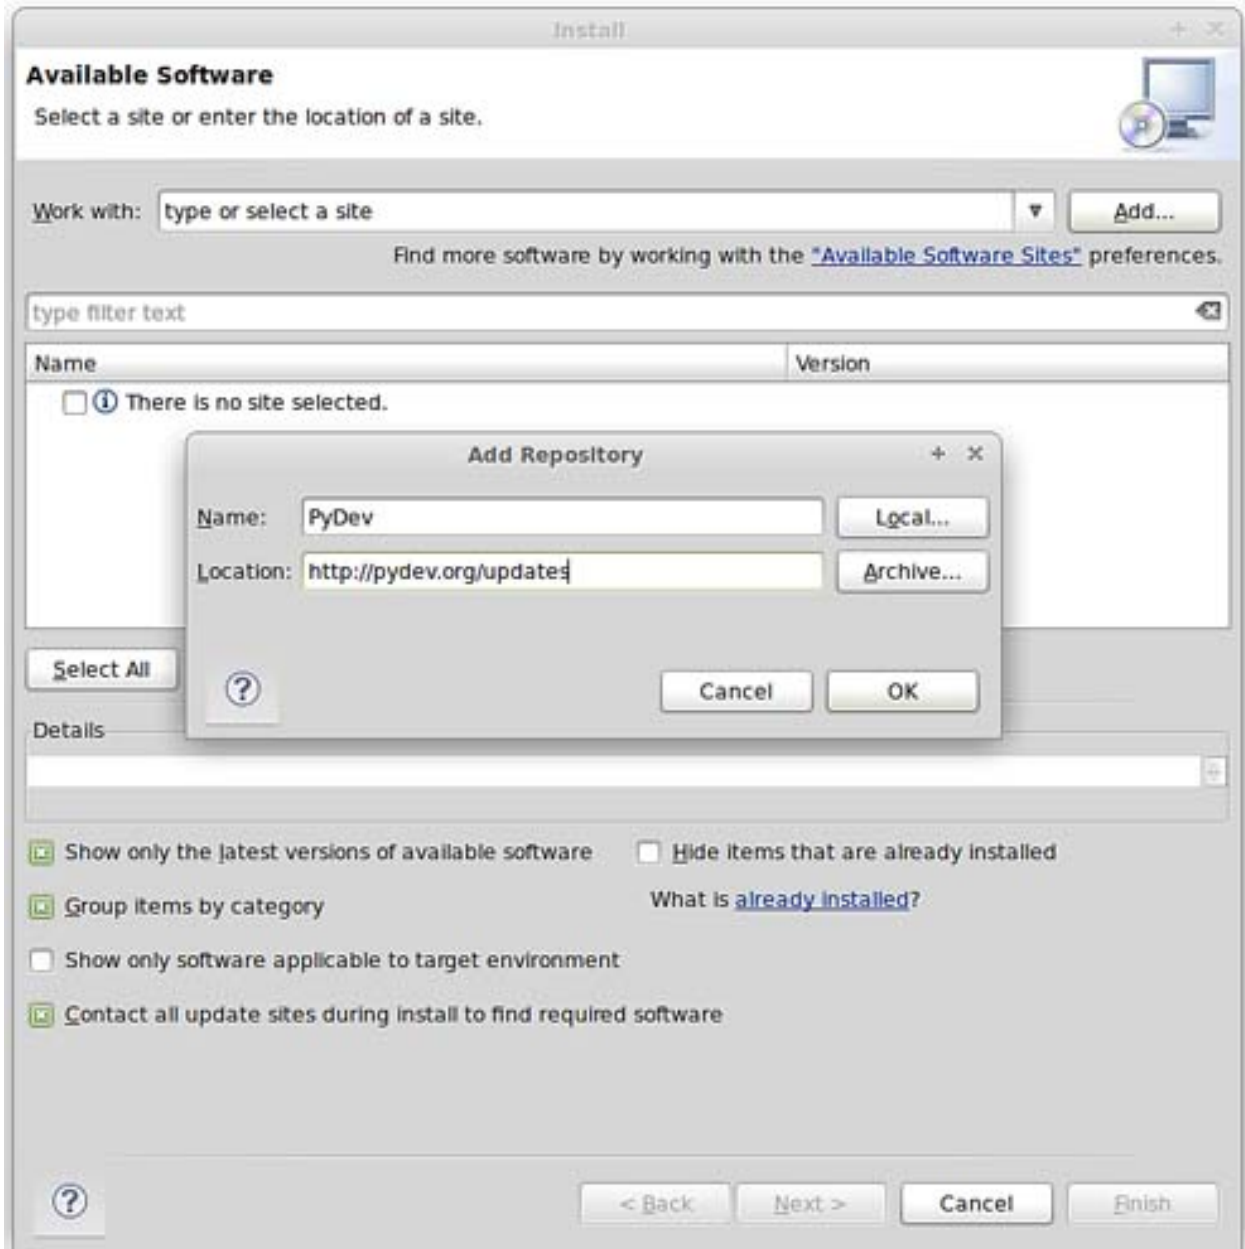 Install
Available Software
Select a site or enter the location of a site.
Work with: type or select a site Add...
Find more software by working with the "Available Software Sites" preferences.
type filter text
Name Version
There is no site selected.
Add Repository
Name: PyDev Local...
Location: http://pydev.org/updates Archive...
Select All
Cancel OK
Details
Show only the latest versions of available software Hide items that are already installed
Group items by category What is already installed?
Show only software applicable to target environment
Contact all update sites during install to find required software
< Back Next > Cancel Finish